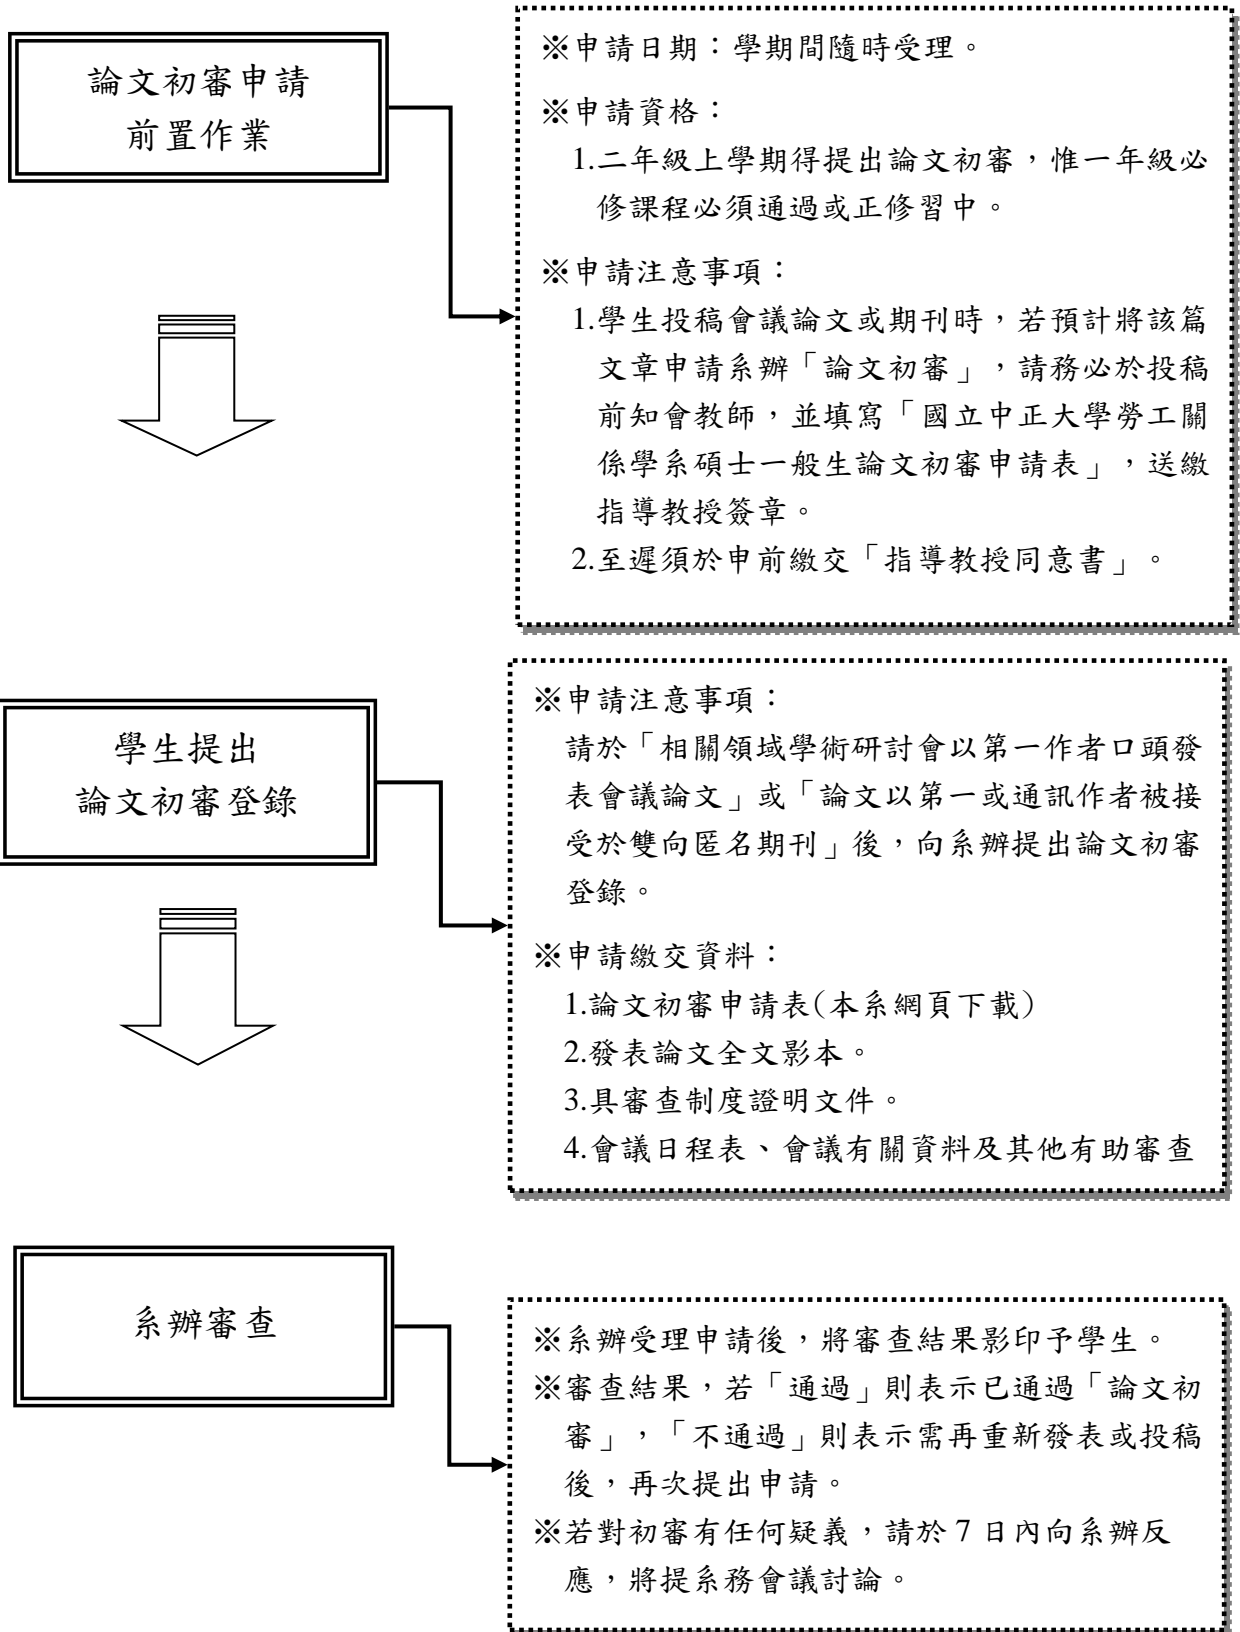 論文初審申請
前置作業
※申請日期：學期間隨時受理。
※申請資格：
1.二年級上學期得提出論文初審，惟一年級必
修課程必須通過或正修習中。
※申請注意事項：
1.學生投稿會議論文或期刊時，若預計將該篇
文章申請系辦「論文初審」，請務必於投稿
前知會教師，並填寫「國立中正大學勞工關
係學系碩士一般生論文初審申請表」，送繳
指導教授簽章。
2.至遲須於申前繳交「指導教授同意書」。
學生提出
論文初審登錄
※申請注意事項：
請於「相關領域學術研討會以第一作者口頭發
表會議論文」或「論文以第一或通訊作者被接
受於雙向匿名期刊」後，向系辦提出論文初審
登錄。
※申請繳交資料：
1.論文初審申請表(本系網頁下載)
2.發表論文全文影本。
3.具審查制度證明文件。
4.會議日程表、會議有關資料及其他有助審查
系辦審查
※系辦受理申請後，將審查結果影印予學生。
※審查結果，若「通過」則表示已通過「論文初
審」，「不通過」則表示需再重新發表或投稿
後，再次提出申請。
※若對初審有任何疑義，請於 7 日內向系辦反
應，將提系務會議討論。